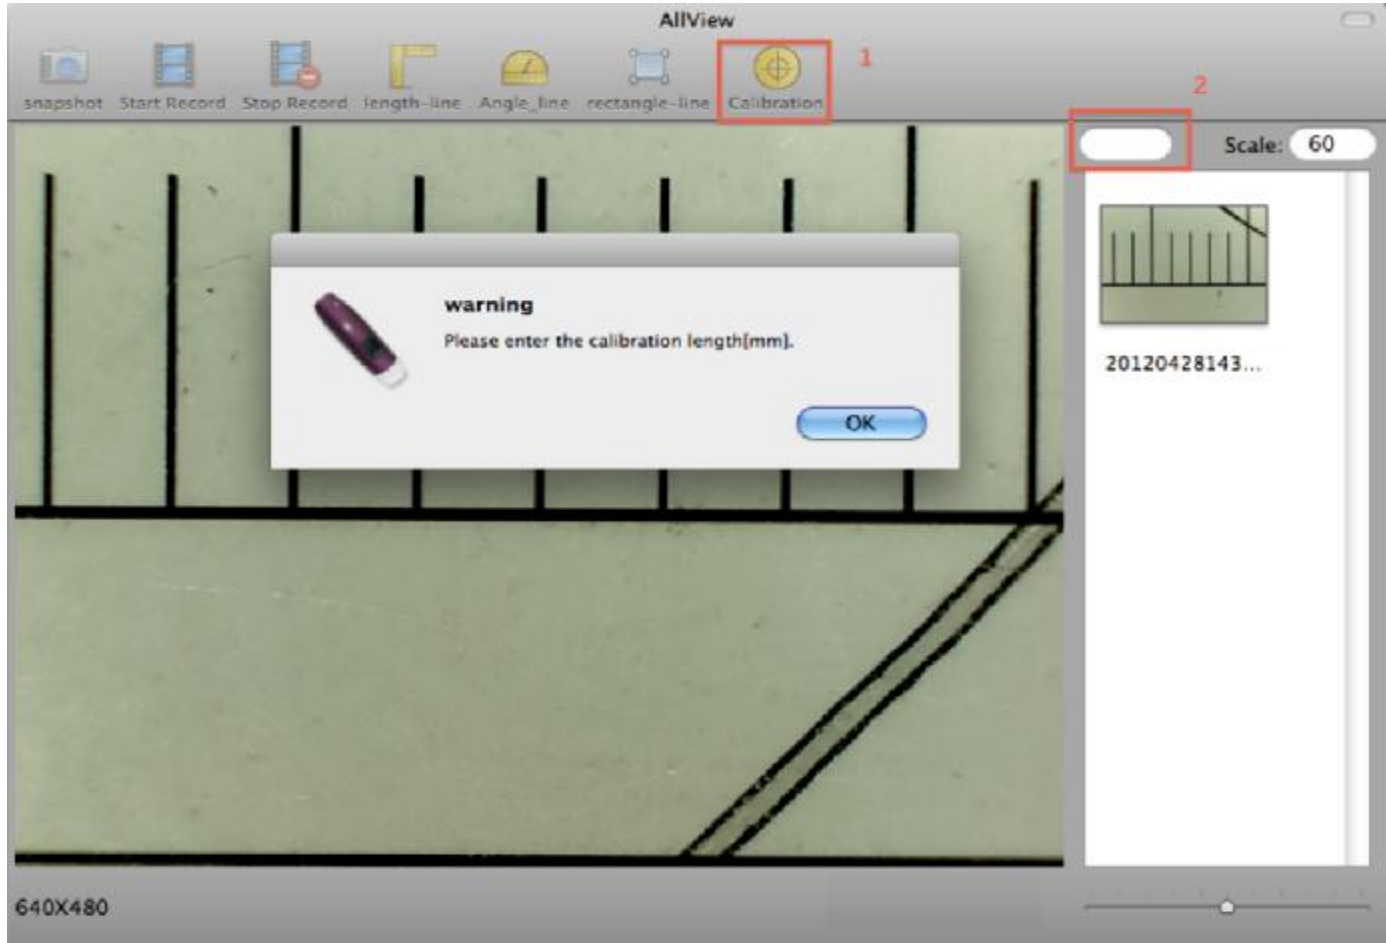 AllView
snapshot Start Record Stop Record length-line Angle_line rectangle-line Calibration
1
2
Scale: 60
warning
Please enter the calibration length[mm].
OK
20120428143...
640X480